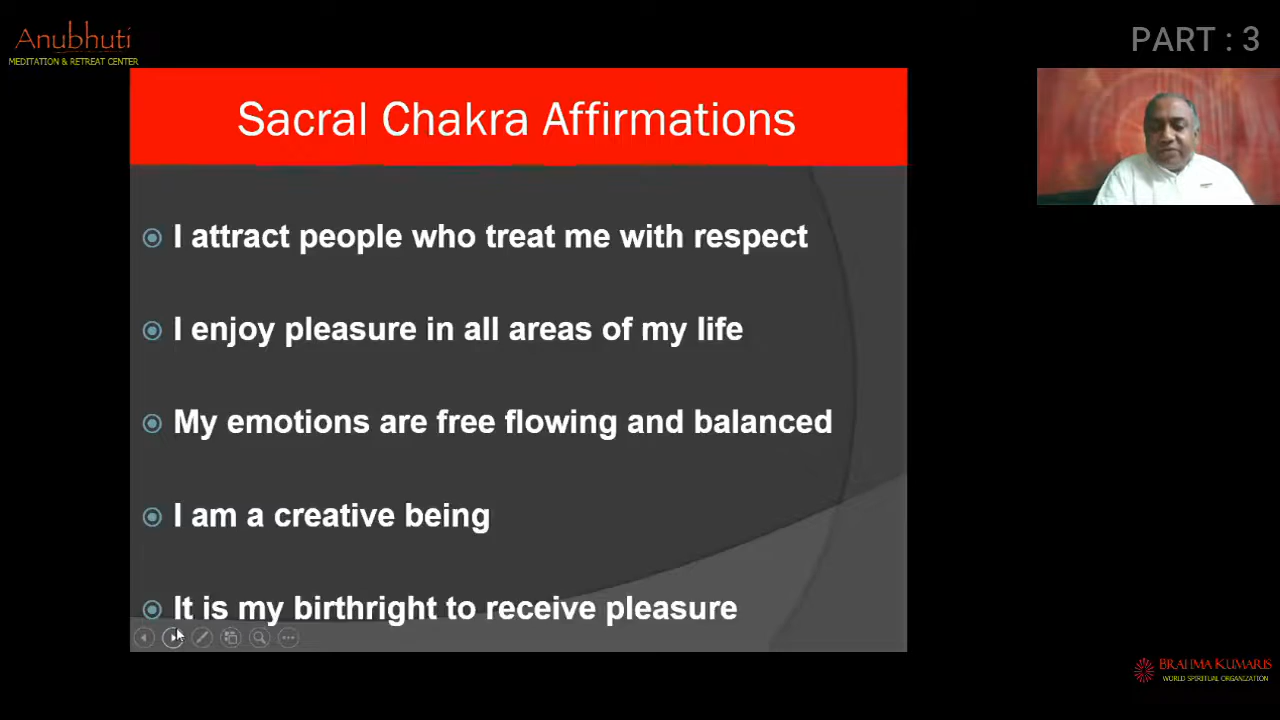 Anubhuti
MEDITATION & RETREAT CENTER
PART : 3
Sacral Chakra Affirmations
I attract people who treat me with respect
I enjoy pleasure in all areas of my life
My emotions are free flowing and balanced
I am a creative being
It is my birthright to receive pleasure
BRAHMA KUMARIS
WORLD SPIRITUAL ORGANIZATION